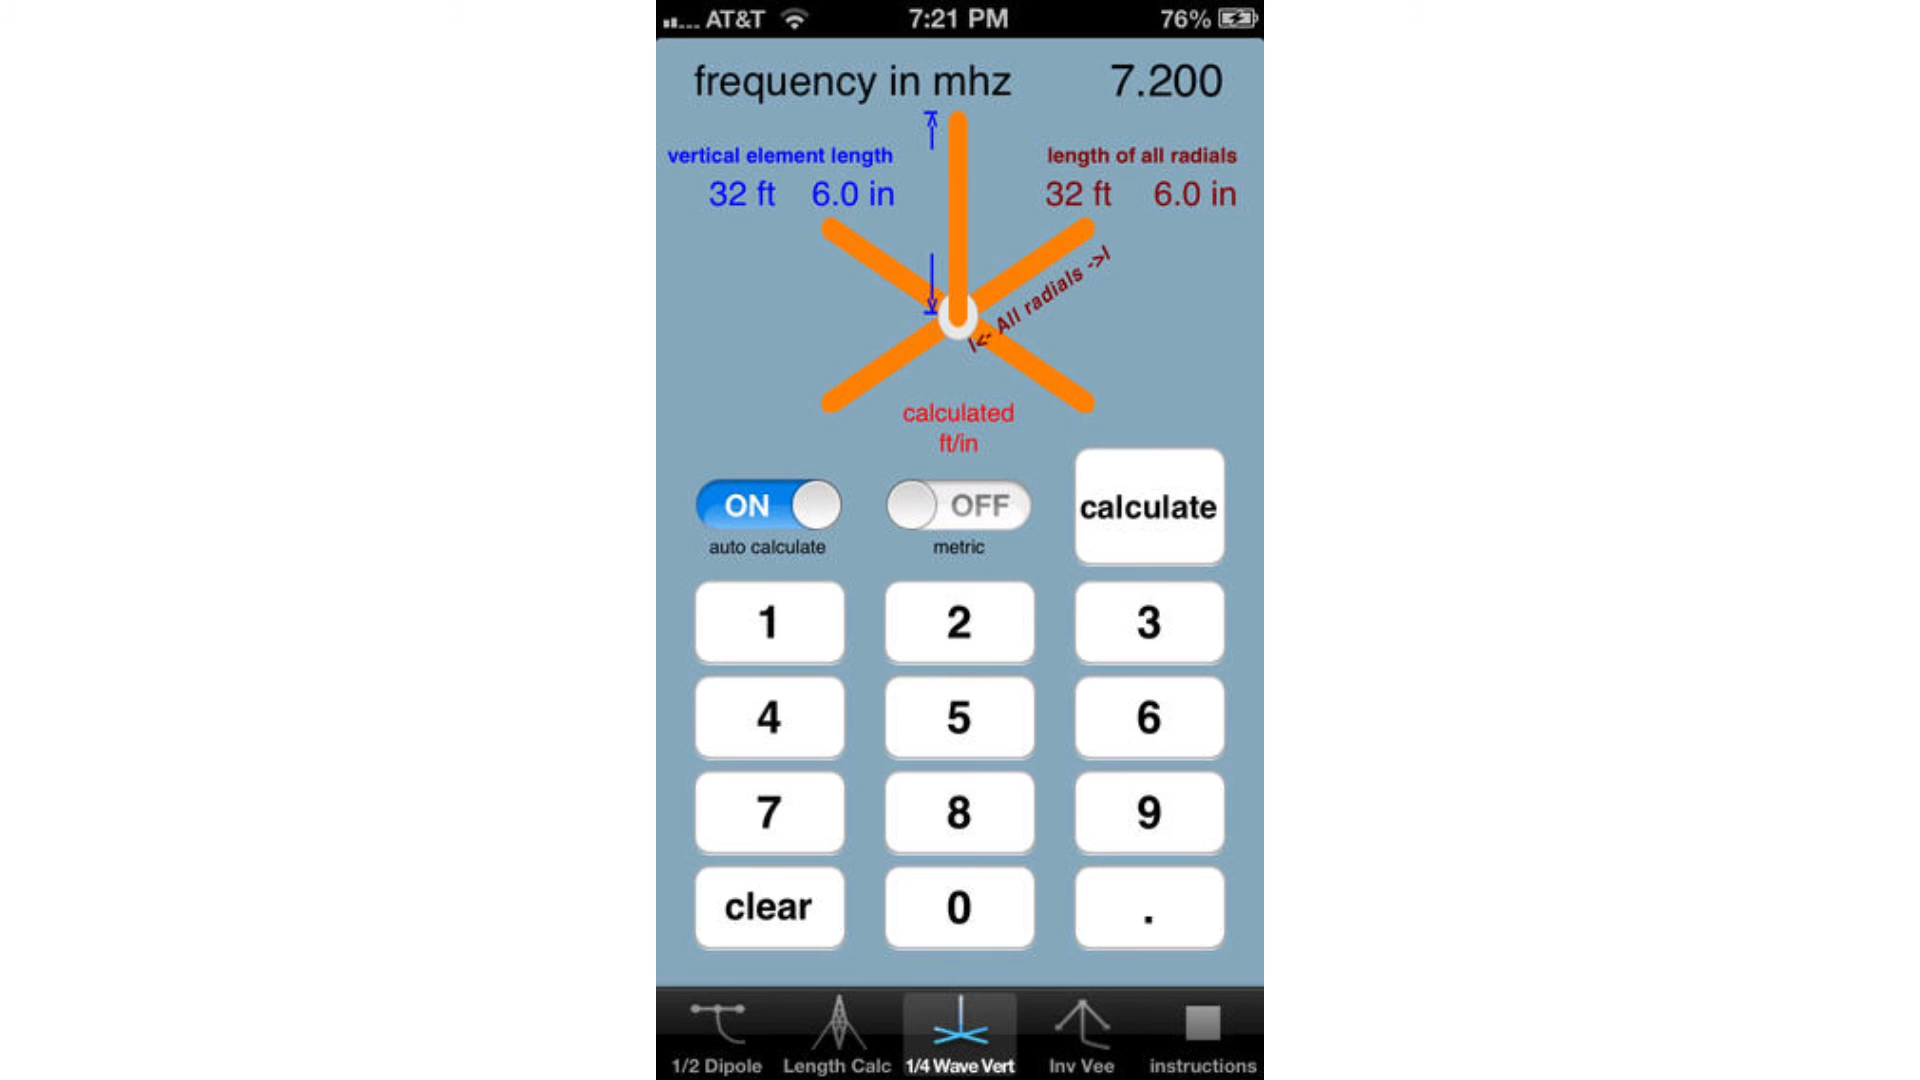 AT&T 7:21 PM 76%
frequency in mhz 7.200
vertical element length length of all radials
32 ft 6.0 in 32 ft 6.0 in
|<- All radials ->|
calculated
ft/in
ON OFF calculate
auto calculate metric
1 2 3
4 5 6
7 8 9
clear 0 .
1/2 Dipole Length Calc 1/4 Wave Vert Inv Vee instructions